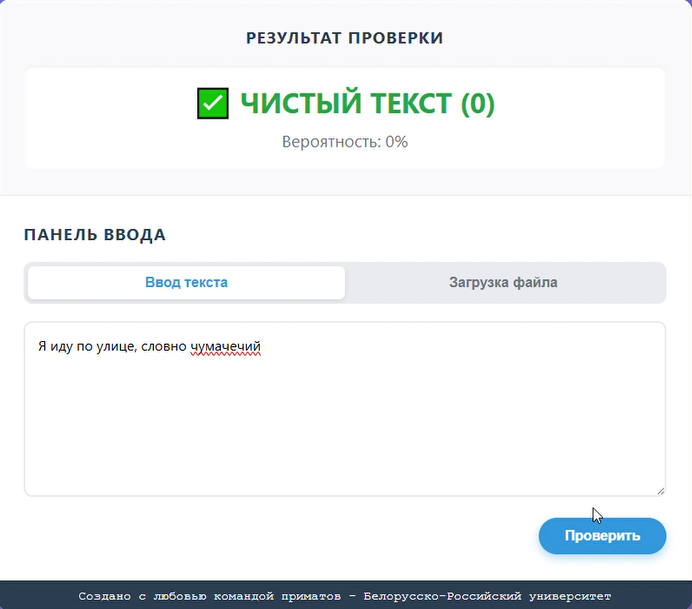 РЕЗУЛЬТАТ ПРОВЕРКИ
✅ ЧИСТЫЙ ТЕКСТ (0)
Вероятность: 0%
ПАНЕЛЬ ВВОДА
Ввод текста
Загрузка файла
Я иду по улице, словно чумачечий
Проверить
Создано с любовью командой приматов – Белорусско-Российский университет